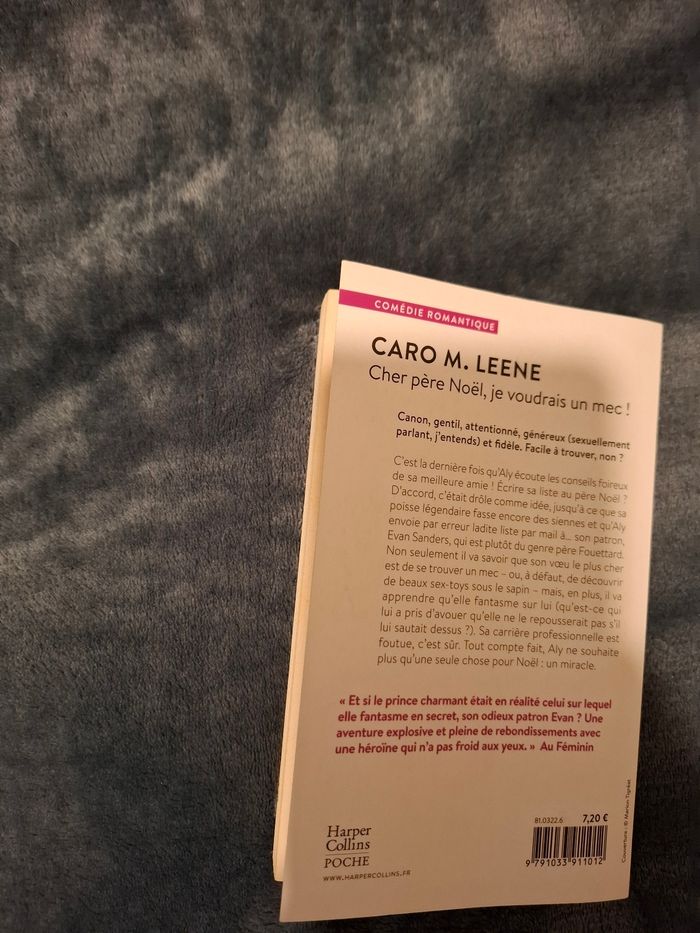 COMÉDIE ROMANTIQUE
CARO M. LEENE
Cher père Noël, je voudrais un mec !
Canon, gentil, attentionné, généreux (sexuellement
parlant, j'entends) et fidèle. Facile à trouver, non ?
C'est la dernière fois qu'Aly écoute les conseils foireux
de sa meilleure amie ! Écrire sa liste au père Noël ?
D'accord, c'était drôle comme idée, jusqu'à ce que sa
poisse légendaire fasse encore des siennes et qu'Aly
envoie par erreur ladite liste par mail à... son patron,
Evan Sanders, qui est plutôt du genre père Fouettard.
Non seulement il va savoir que son vœu le plus cher
est de se trouver un mec – ou, à défaut, de découvrir
de beaux sex-toys sous le sapin – mais, en plus, il va
apprendre qu'elle fantasme sur lui (qu'est-ce qui
lui a pris d'avouer qu'elle ne le repousserait pas s'il
lui sautait dessus ?). Sa carrière professionnelle est
foutue, c'est sûr. Tout compte fait, Aly ne souhaite
plus qu'une seule chose pour Noël : un miracle.
« Et si le prince charmant était en réalité celui sur lequel
elle fantasme en secret, son odieux patron Evan ? Une
aventure explosive et pleine de rebondissements avec
une héroïne qui n'a pas froid aux yeux. » Au Féminin
Harper
Collins
POCHE
WWW.HARPERCOLLINS.FR
81.0322.6
7,20 €
9 791033 911012
Couverture : © Marion Tigréat